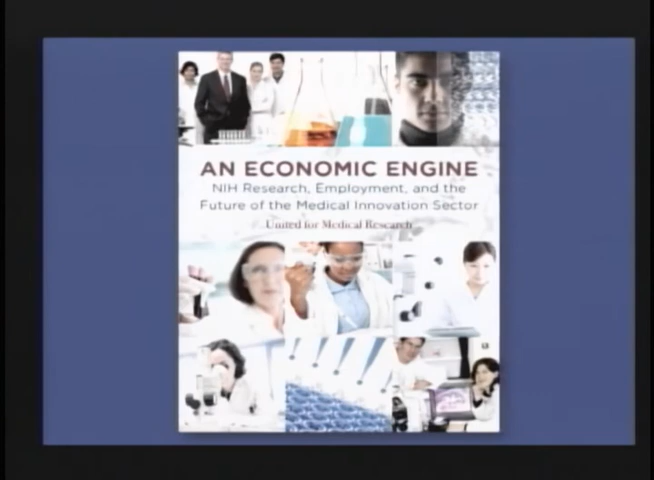 AN ECONOMIC ENGINE
NIH Research, Employment, and the
Future of the Medical Innovation Sector
United for Medical Research